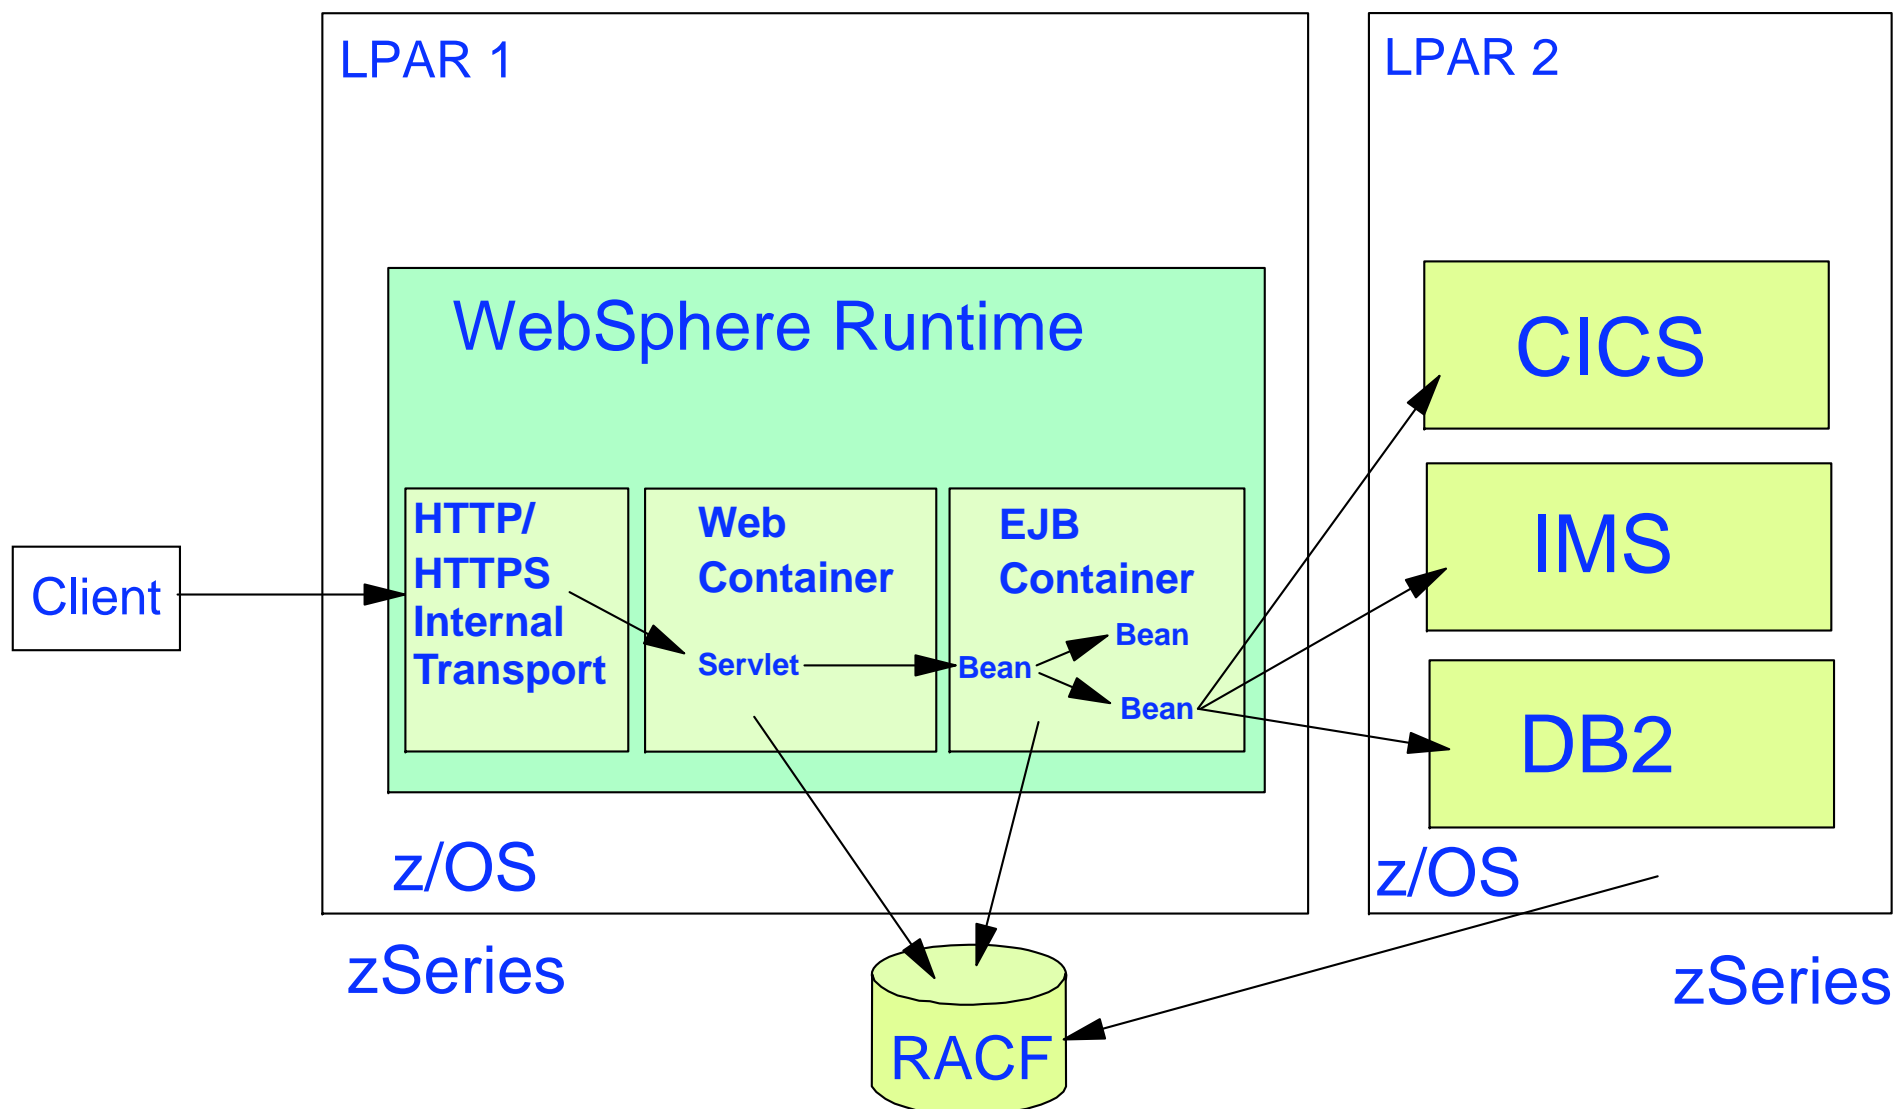 LPAR 1
LPAR 2
WebSphere Runtime
CICS
IMS
DB2
HTTP/
HTTPS
Internal
Transport
Web
Container
Servlet
EJB
Container
Bean
Bean
Bean
Client
z/OS
z/OS
zSeries
zSeries
RACF